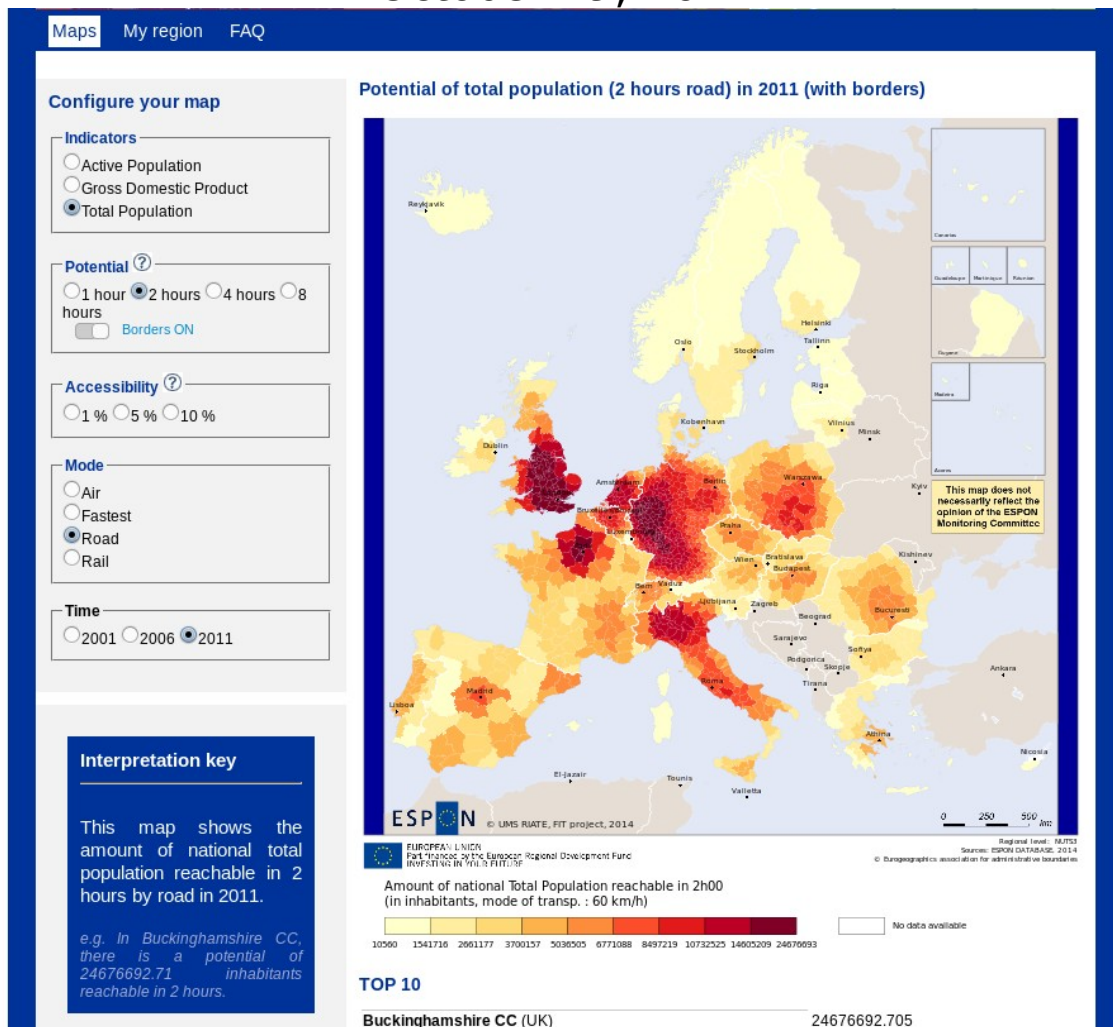 Maps My region FAQ
Configure your map
Indicators
Active Population
Gross Domestic Product
Total Population
Potential ?
1 hour 2 hours 4 hours 8
hours
Borders ON
Accessibility ?
1 % 5 % 10 %
Mode
Air
Fastest
Road
Rail
Time
2001 2006 2011
Interpretation key
This map shows the
amount of national total
population reachable in 2
hours by road in 2011.
e.g. In Buckinghamshire CC,
there is a potential of
24676692.71 inhabitants
reachable in 2 hours.
Potential of total population (2 hours road) in 2011 (with borders)
Reykjavik
Canarias
Guadeloupe Martinique Réunion
Guyane
Madeira
Acores
Helsinki
Oslo
Tallinn
Stockholm
Riga
Kobenhavn
Vilnius
Minsk
Dublin
Amsterdam
Berlin
Warszawa
Kyiv
This map does not
necessarily reflect the
opinion of the ESPON
Monitoring Committee
Praha
Kishinev
Wien
Bratislava
Budapest
Bern
Vaduz
Ljubljana
Zagreb
Beograd
Bucuresti
Sarajevo
Sofya
Podgorica
Skopje
Tirana
Ankara
Roma
Madrid
Lisboa
Athina
Nicosia
El-Jazair
Tounis
Valletta
ESPON © UMS RIATE, FIT project, 2014
0 250 500 km
EUROPEAN UNION
Part-financed by the European Regional Development Fund
INVESTING IN YOUR FUTURE
Regional level: NUTS3
Sources: ESPON DATABASE, 2014
© Eurogeographics association for administrative boundaries
Amount of national Total Population reachable in 2h00
(in inhabitants, mode of transp. : 60 km/h)
10560 1541716 2661177 3700157 5036505 6771088 8497219 10732525 14605209 24676693
No data available
TOP 10
Buckinghamshire CC (UK) 24676692.705